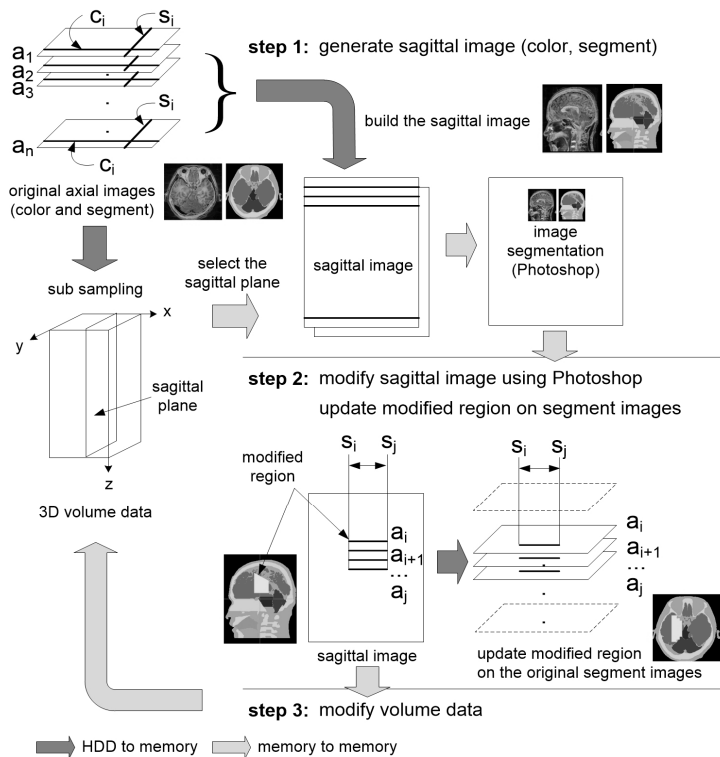 c_i
s_i
a_1
a_2
a_3
s_i
a_n
c_i
original axial images
(color and segment)
step 1: generate sagittal image (color, segment)
build the sagittal image
sagittal image
image
segmentation
(Photoshop)
select the
sagittal plane
sub sampling
x
y
z
sagittal
plane
3D volume data
step 2: modify sagittal image using Photoshop
update modified region on segment images
modified
region
s_i s_j
a_i
a_{i+1}
...
a_j
sagittal image
s_i s_j
a_i
a_{i+1}
...
a_j
update modified region
on the original segment images
step 3: modify volume data
HDD to memory
memory to memory